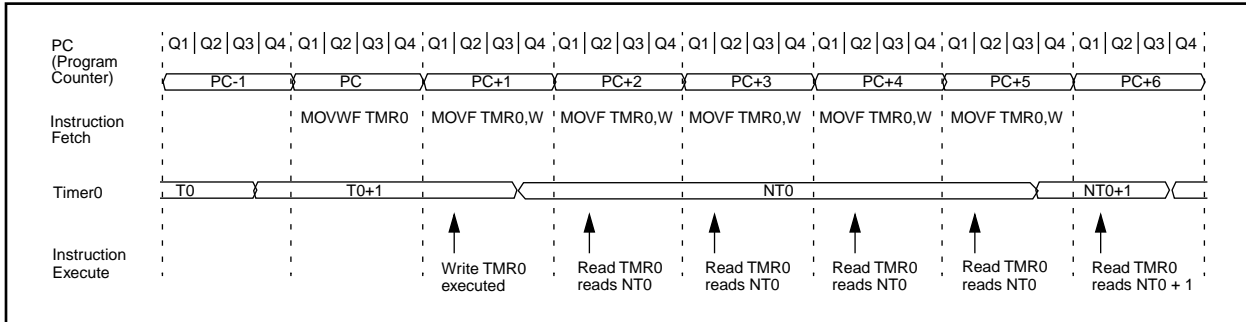 PC
(Program
Counter)
Q1 Q2 Q3 Q4 Q1 Q2 Q3 Q4 Q1 Q2 Q3 Q4 Q1 Q2 Q3 Q4 Q1 Q2 Q3 Q4 Q1 Q2 Q3 Q4 Q1 Q2 Q3 Q4 Q1 Q2 Q3 Q4
PC-1 PC PC+1 PC+2 PC+3 PC+4 PC+5 PC+6
Instruction
Fetch
MOVWF TMR0 MOVF TMR0,W MOVF TMR0,W MOVF TMR0,W MOVF TMR0,W MOVF TMR0,W
Timer0
T0 T0+1 NT0 NT0+1
Instruction
Execute
Write TMR0
executed
Read TMR0
reads NT0
Read TMR0
reads NT0
Read TMR0
reads NT0
Read TMR0
reads NT0
Read TMR0
reads NT0 + 1